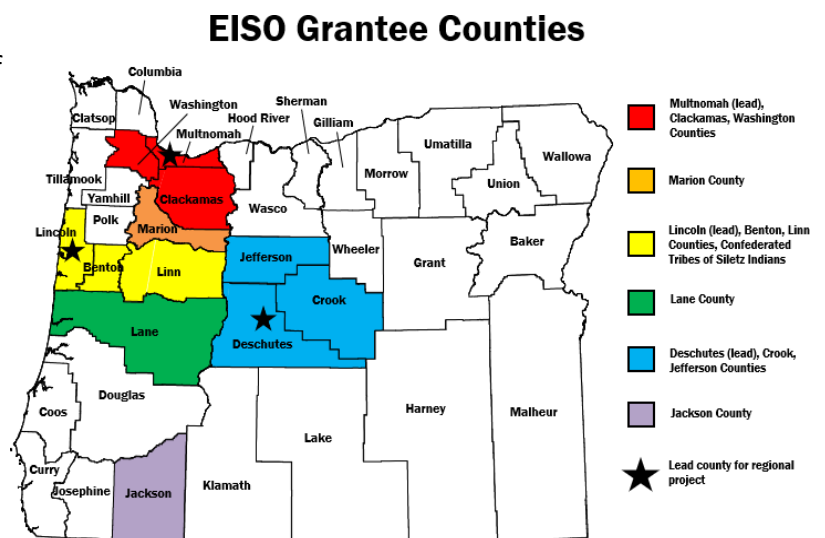 EISO Grantee Counties
Columbia
Washington
Sherman
Clatsop
Hood River
Gilliam
Multnomah
Umatilla
Wallowa
Tillamook
Morrow
Union
Yamhill
Clackamas
Wasco
Polk
Lincoln
Marion
Wheeler
Baker
Jefferson
Grant
Benton
Linn
Crook
Lane
Deschutes
Douglas
Coos
Harney
Malheur
Lake
Curry
Josephine
Jackson
Klamath
Multnomah (lead),
Clackamas, Washington
Counties
Marion County
Lincoln (lead), Benton, Linn
Counties, Confederated
Tribes of Siletz Indians
Lane County
Deschutes (lead), Crook,
Jefferson Counties
Jackson County
Lead county for regional
project